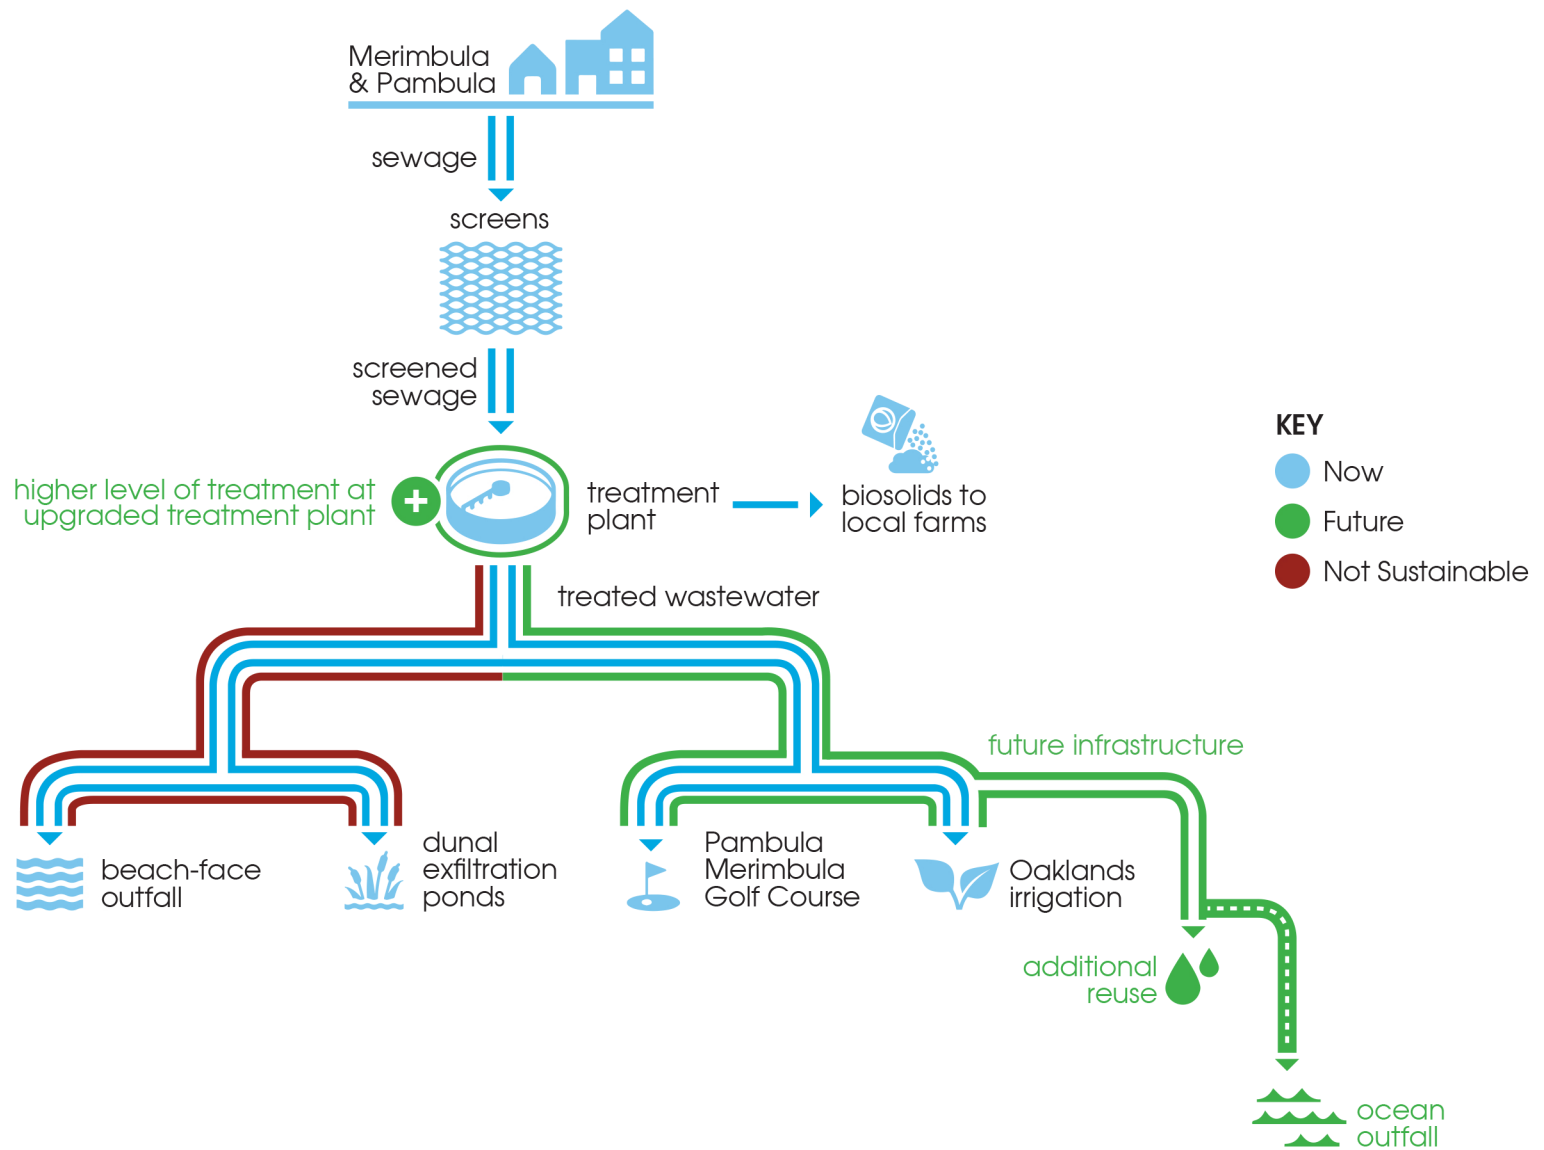 Merimbula
& Pambula
sewage
screens
screened
sewage
higher level of treatment at
upgraded treatment plant
treatment
plant
biosolids to
local farms
KEY
Now
Future
Not Sustainable
treated wastewater
future infrastructure
beach-face
outfall
dunal
exfiltration
ponds
Pambula
Merimbula
Golf Course
Oaklands
irrigation
additional
reuse
ocean
outfall